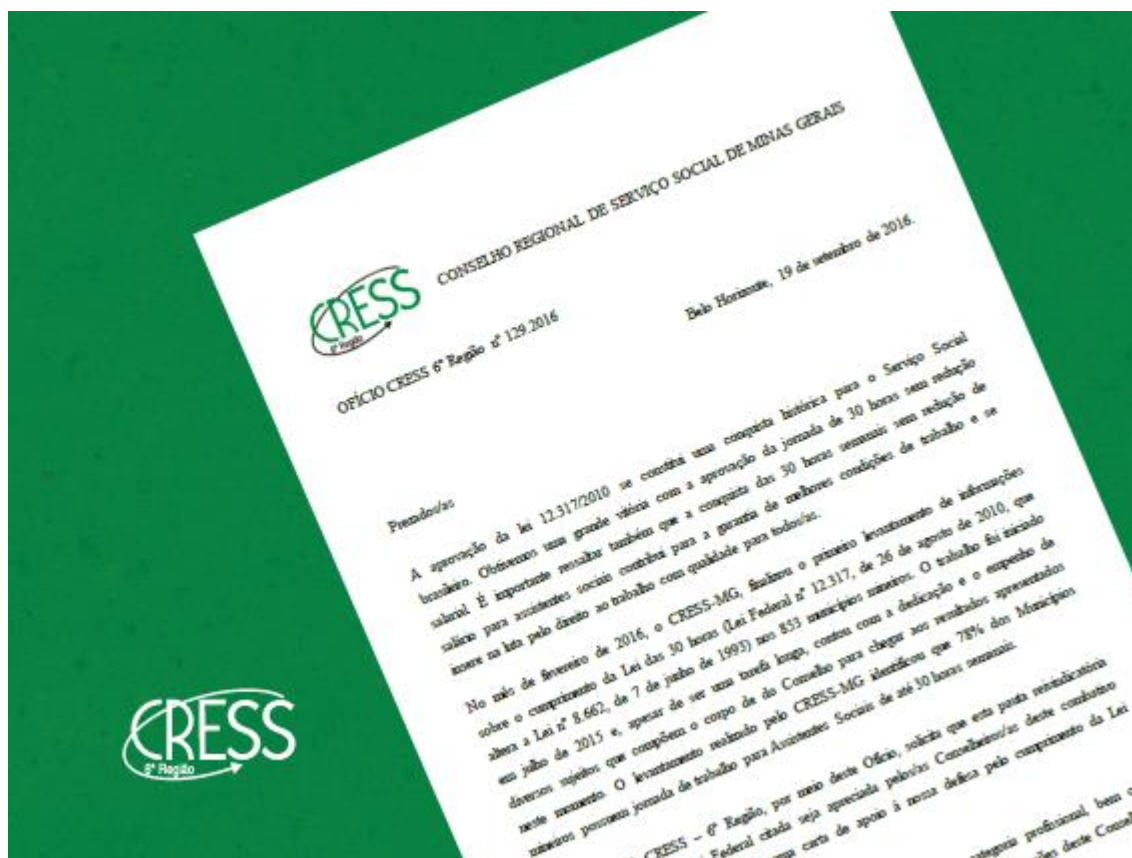 CONSELHO REGIONAL DE SERVIÇO SOCIAL DE MINAS GERAIS
CRESS
6ª Região
Belo Horizonte, 19 de setembro de 2016.
OFÍCIO CRESS 6ª Região nº 129.2016
Prezados/as
A aprovação da lei 12.317/2010 se constitui uma conquista histórica para o Serviço Social
brasileiro. Obtivemos uma grande vitória com a aprovação da jornada de 30 horas sem redução
salarial. É importante ressaltar também que a conquista das 30 horas semanais sem redução de
salário para assistentes sociais contribui para a garantia de melhores condições de trabalho e se
insere na luta pelo direito ao trabalho com qualidade para todos/as.
No mês de fevereiro de 2016, o CRESS-MG, finalizou o primeiro levantamento de informações
sobre o cumprimento da Lei das 30 horas (Lei Federal nº 12.317, de 26 de agosto de 2010, que
altera a Lei nº 8.662, de 7 de junho de 1993) nos 853 municípios mineiros. O trabalho foi iniciado
em julho de 2015 e, apesar de ser uma tarefa longa, contou com a dedicação e o empenho de
diversos sujeitos que compõem o corpo de do Conselho para chegar aos resultados apresentados
neste momento. O levantamento realizado pelo CRESS-MG identificou que 78% dos Municípios
mineiros possuem jornada de trabalho para Assistentes Sociais de até 30 horas semanais.
CRESS – 6ª Região, por meio deste Ofício, solicita que esta pauta reivindicatória
Federal citada seja apreciada pelos/as Conselheiros/as deste combativo
uma carta de apoio à nossa defesa pelo cumprimento da Lei
categoria profissional, bem
deste
CRESS
6ª Região